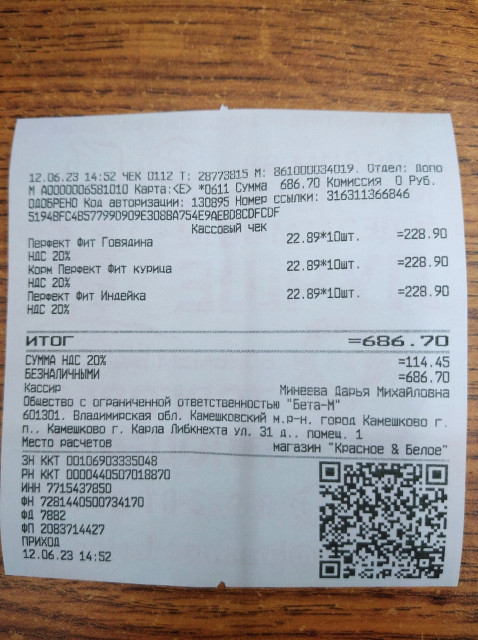 12.06.23 14:52 ЧЕК 0112 Т: 28773815 М: 861000034019. Отдел: Допо
М A0000006581010 Карта:<E> *0611 Сумма 686.70 Комиссия 0 Руб.
ОДОБРЕНО Код авторизации: 130895 Номер ссылки: 316311366846
51948FC4B57799D909E308BA754E9AEBD8CDFCDF
Кассовый чек
Перфект Фит Говядина 22.89*10шт. =228.90
НДС 20%
Корм Перфект Фит курица 22.89*10шт. =228.90
НДС 20%
Перфект Фит Индейка 22.89*10шт. =228.90
НДС 20%
ИТОГ =686.70
СУММА НДС 20% =114.45
БЕЗНАЛИЧНЫМИ =686.70
Кассир Минеева Дарья Михайловна
Общество с ограниченной ответственностью "Бета-М"
601301. Владимирская обл. Камешковский м.р-н. город Камешково г.
п.. Камешково г. Карла Либкнехта ул. 31 д.. помещ. 1
Место расчетов магазин "Красное & Белое"
ЗН ККТ 00106903335048
РН ККТ 0000440507018870
ИНН 7715437850
ФН 7281440500734170
ФД 7882
ФП 2083714427
ПРИХОД
12.06.23 14:52